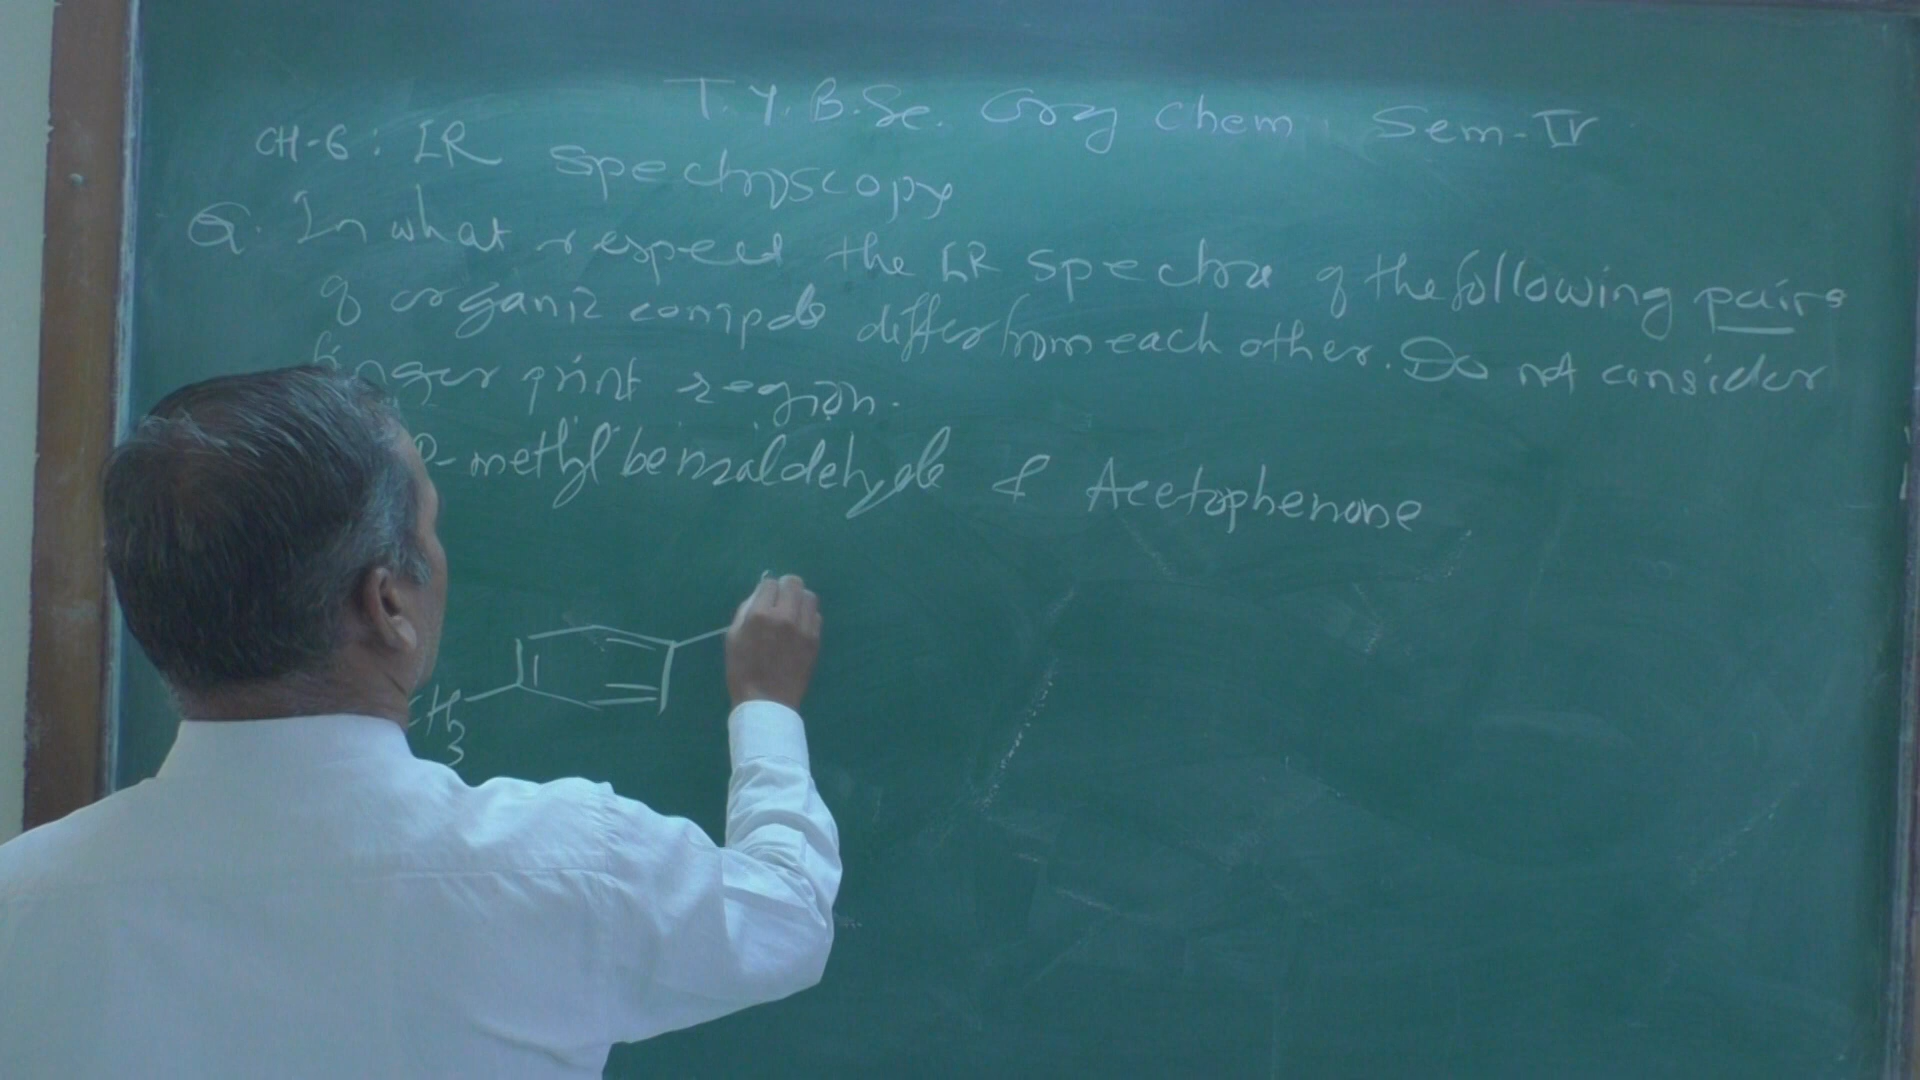 T.Y.B.Sc. Org Chem Sem-IV
CH-6: IR Spectroscopy
Q. In what respect the IR spectra of the following pairs
of organic compds differ from each other. Do not consider
finger print region.
P-methyl benzaldehyde & Acetophenone
CH3